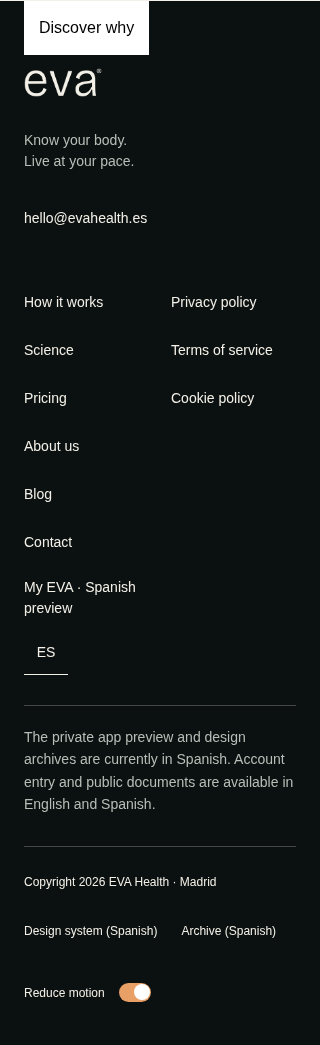 Discover why
eva®
Know your body.
Live at your pace.
hello@evahealth.es
How it works
Science
Pricing
About us
Blog
Contact
My EVA · Spanish
preview
ES
Privacy policy
Terms of service
Cookie policy
The private app preview and design
archives are currently in Spanish. Account
entry and public documents are available in
English and Spanish.
Copyright 2026 EVA Health · Madrid
Design system (Spanish)
Archive (Spanish)
Reduce motion